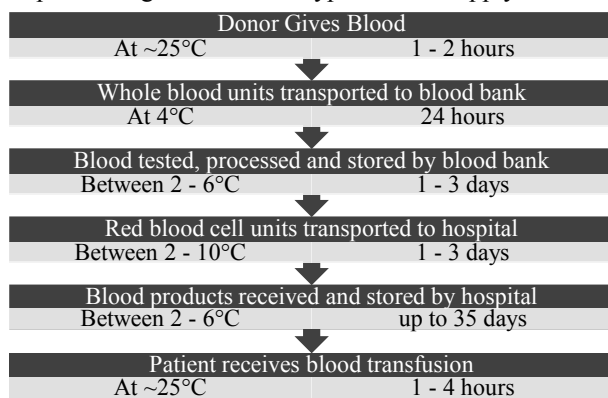 Donor Gives Blood
At ~25°C 1 - 2 hours
Whole blood units transported to blood bank
At 4°C 24 hours
Blood tested, processed and stored by blood bank
Between 2 - 6°C 1 - 3 days
Red blood cell units transported to hospital
Between 2 - 10°C 1 - 3 days
Blood products received and stored by hospital
Between 2 - 6°C up to 35 days
Patient receives blood transfusion
At ~25°C 1 - 4 hours